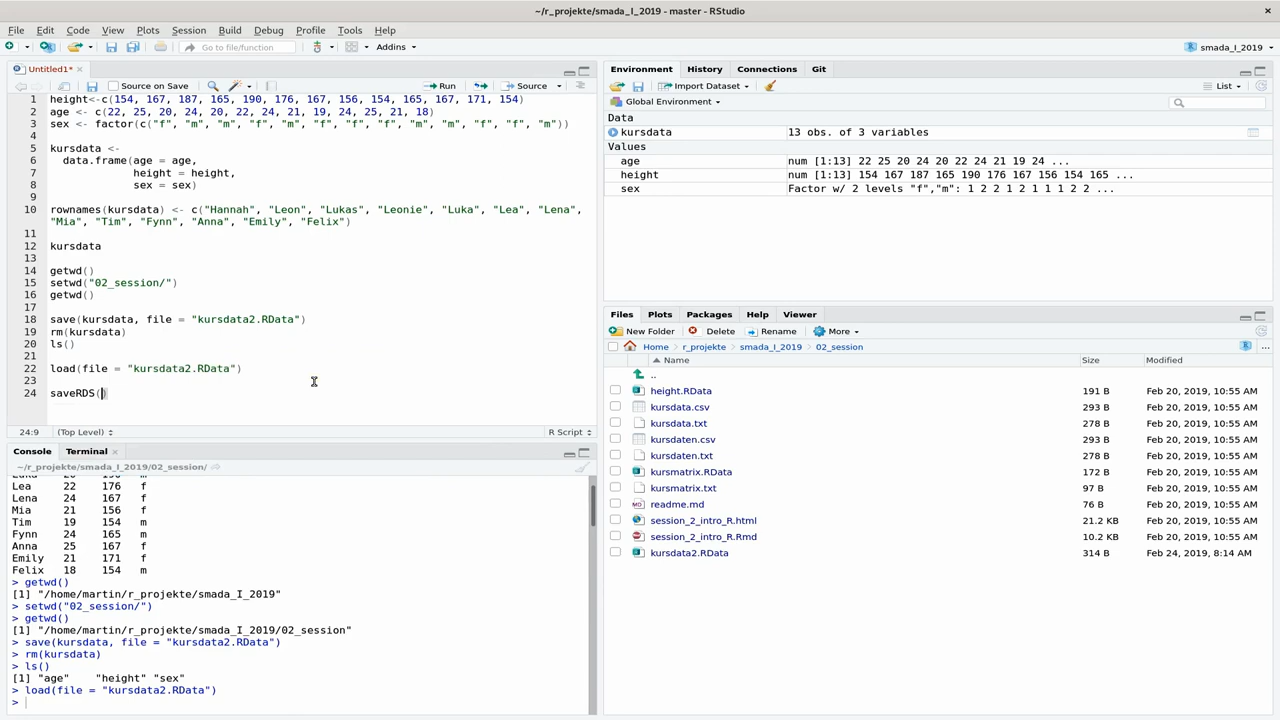 ~/r_projekte/smada_I_2019 - master - RStudio
File Edit Code View Plots Session Build Debug Profile Tools Help
Go to file/function Addins smada_I_2019
Untitled1*
Source on Save Run Source
1 height<-c(154, 167, 187, 165, 190, 176, 167, 156, 154, 165, 167, 171, 154)
2 age <- c(22, 25, 20, 24, 20, 22, 24, 21, 19, 24, 25, 21, 18)
3 sex <- factor(c("f", "m", "m", "f", "m", "f", "f", "f", "m", "m", "f", "f", "m"))
4
5 kursdata <-
6 data.frame(age = age,
7 height = height,
8 sex = sex)
9
10 rownames(kursdata) <- c("Hannah", "Leon", "Lukas", "Leonie", "Luka", "Lea", "Lena",
"Mia", "Tim", "Fynn", "Anna", "Emily", "Felix")
11
12 kursdata
13
14 getwd()
15 setwd("02_session/")
16 getwd()
17
18 save(kursdata, file = "kursdata2.RData")
19 rm(kursdata)
20 ls()
21
22 load(file = "kursdata2.RData")
23
24 saveRDS()
24:9 (Top Level) R Script
Console Terminal
~/r_projekte/smada_I_2019/02_session/
Lea 22 176 f
Lena 24 167 f
Mia 21 156 f
Tim 19 154 m
Fynn 24 165 m
Anna 25 167 f
Emily 21 171 f
Felix 18 154 m
> getwd()
[1] "/home/martin/r_projekte/smada_I_2019"
> setwd("02_session/")
> getwd()
[1] "/home/martin/r_projekte/smada_I_2019/02_session"
> save(kursdata, file = "kursdata2.RData")
> rm(kursdata)
> ls()
[1] "age" "height" "sex"
> load(file = "kursdata2.RData")
>
Environment History Connections Git
Import Dataset List
Global Environment
Data
kursdata 13 obs. of 3 variables
Values
age num [1:13] 22 25 20 24 20 22 24 21 19 24 ...
height num [1:13] 154 167 187 165 190 176 167 156 154 165 ...
sex Factor w/ 2 levels "f","m": 1 2 2 1 2 1 1 1 2 2 ...
Files Plots Packages Help Viewer
New Folder Delete Rename More
Home r_projekte smada_I_2019 02_session ...
Name Size Modified
..
height.RData 191 B Feb 20, 2019, 10:55 AM
kursdata.csv 293 B Feb 20, 2019, 10:55 AM
kursdata.txt 278 B Feb 20, 2019, 10:55 AM
kursdaten.csv 293 B Feb 20, 2019, 10:55 AM
kursdaten.txt 278 B Feb 20, 2019, 10:55 AM
kursmatrix.RData 172 B Feb 20, 2019, 10:55 AM
kursmatrix.txt 97 B Feb 20, 2019, 10:55 AM
readme.md 76 B Feb 20, 2019, 10:55 AM
session_2_intro_R.html 21.2 KB Feb 20, 2019, 10:55 AM
session_2_intro_R.Rmd 10.2 KB Feb 20, 2019, 10:55 AM
kursdata2.RData 314 B Feb 24, 2019, 8:14 AM